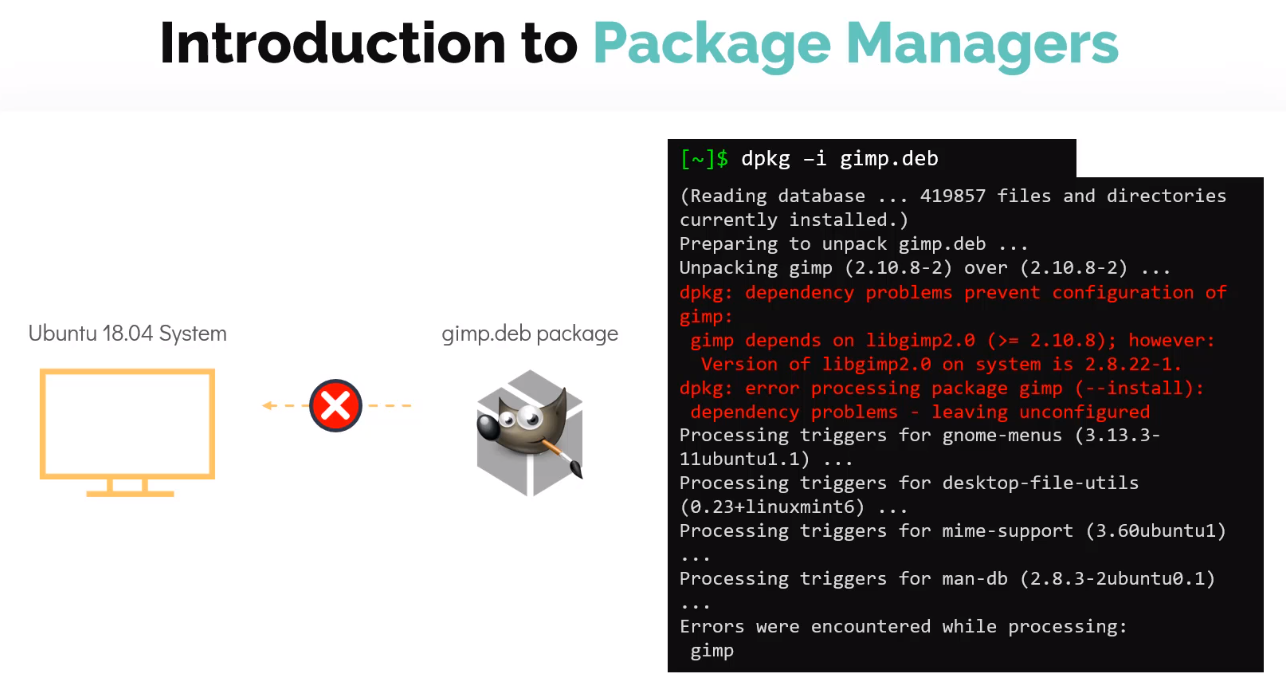 Introduction to Package Managers
Ubuntu 18.04 System
gimp.deb package
[~]$ dpkg –i gimp.deb
(Reading database ... 419857 files and directories
currently installed.)
Preparing to unpack gimp.deb ...
Unpacking gimp (2.10.8-2) over (2.10.8-2) ...
dpkg: dependency problems prevent configuration of
gimp:
gimp depends on libgimp2.0 (>= 2.10.8); however:
Version of libgimp2.0 on system is 2.8.22-1.
dpkg: error processing package gimp (--install):
dependency problems - leaving unconfigured
Processing triggers for gnome-menus (3.13.3-
11ubuntu1.1) ...
Processing triggers for desktop-file-utils
(0.23+linuxmint6) ...
Processing triggers for mime-support (3.60ubuntu1)
...
Processing triggers for man-db (2.8.3-2ubuntu0.1)
...
Errors were encountered while processing:
gimp